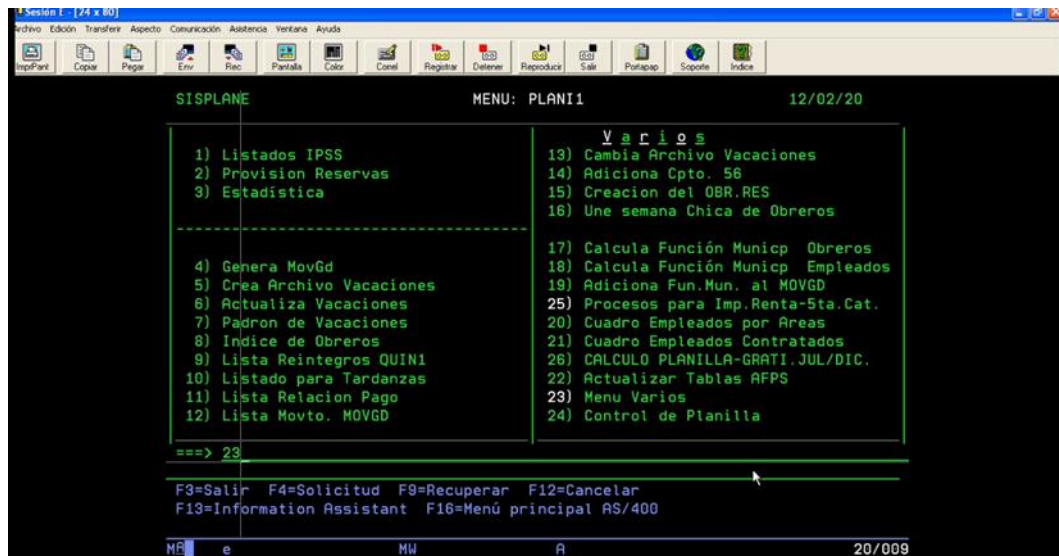 Sesión E - [24 x 80]
Archivo Edición Transferir Aspecto Comunicación Asistencia Ventana Ayuda
ImprPant Copiar Pegar Env Rec Pantalla Color Correl Registrar Detener Reproducir Salir Portapap Soporte Indice
SISPLANE MENU: PLANI1 12/02/20
1) Listados IPSS
2) Provision Reservas
3) Estadística
4) Genera MovGd
5) Crea Archivo Vacaciones
6) Actualiza Vacaciones
7) Padron de Vacaciones
8) Indice de Obreros
9) Lista Reintegros QUIN1
10) Listado para Tardanzas
11) Lista Relacion Pago
12) Lista Movto. MOVGD
V a r i o s
13) Cambia Archivo Vacaciones
14) Adiciona Cpto. 56
15) Creacion del OBR.RES
16) Une semana Chica de Obreros
17) Calcula Función Municp Obreros
18) Calcula Función Municp Empleados
19) Adiciona Fun.Mun. al MOVGD
25) Procesos para Imp.Renta-5ta.Cat.
20) Cuadro Empleados por Areas
21) Cuadro Empleados Contratados
26) CALCULO PLANILLA-GRATI.JUL/DIC.
22) Actualizar Tablas AFPS
23) Menu Varios
24) Control de Planilla
===> 23
F3=Salir F4=Solicitud F9=Recuperar F12=Cancelar
F13=Information Assistant F16=Menú principal AS/400
MA e MW A 20/009